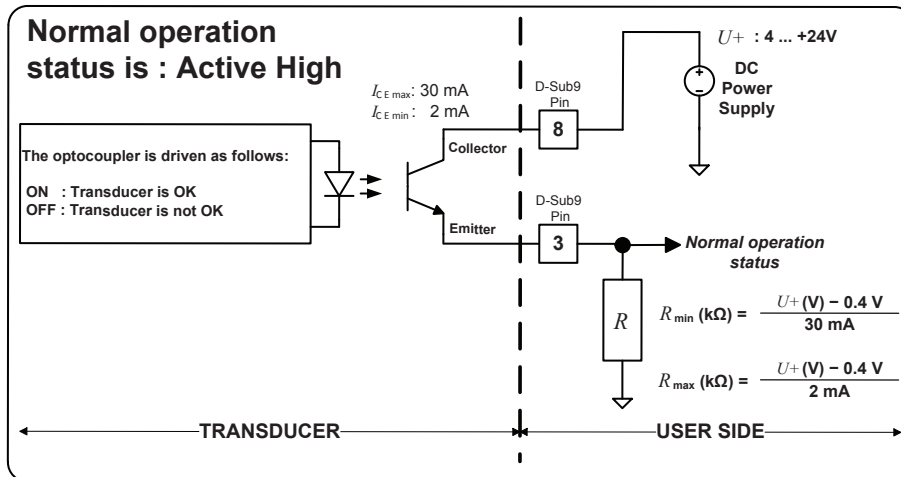 Normal operation
status is : Active High
I CE max: 30 mA
I CE min: 2 mA
The optocoupler is driven as follows:
ON : Transducer is OK
OFF : Transducer is not OK
Collector
Emitter
D-Sub9
Pin
8
D-Sub9
Pin
3
U+ : 4 ... +24V
DC
Power
Supply
+
−
Normal operation
status
R
R min (kΩ) = U+ (V) − 0.4 V
30 mA
R max (kΩ) = U+ (V) − 0.4 V
2 mA
TRANSDUCER
USER SIDE